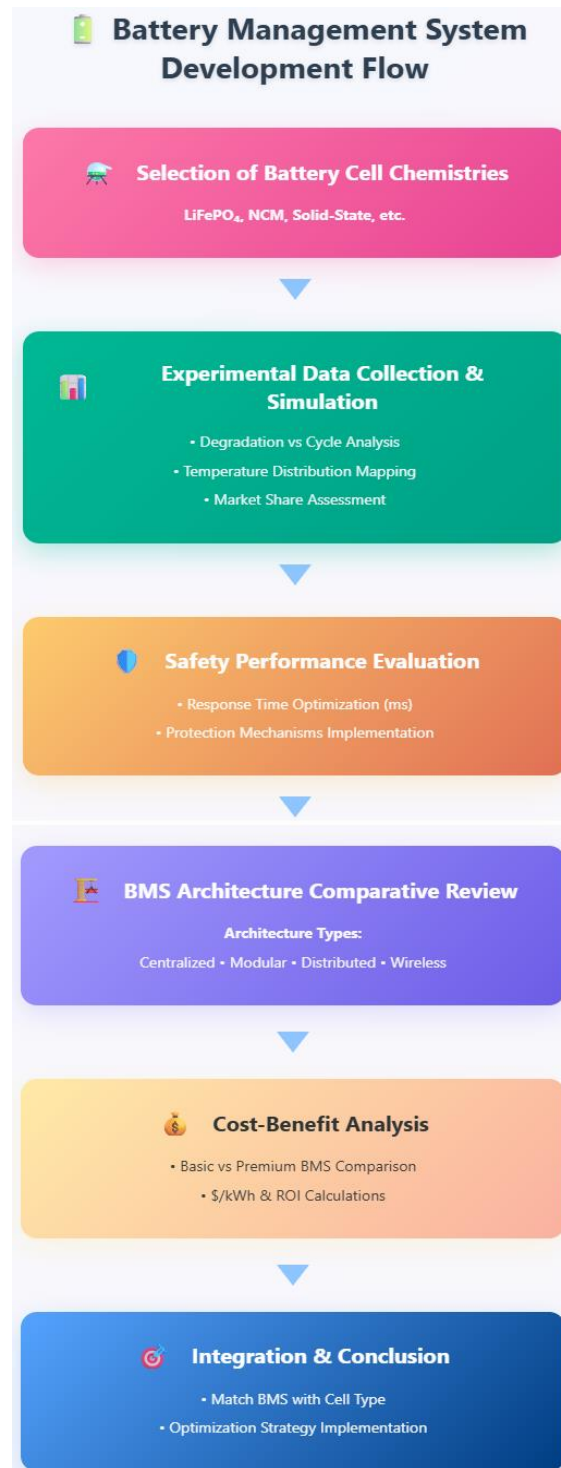 Battery Management System
Development Flow
Selection of Battery Cell Chemistries
LiFePO₄, NCM, Solid-State, etc.
Experimental Data Collection &
Simulation
• Degradation vs Cycle Analysis
• Temperature Distribution Mapping
• Market Share Assessment
Safety Performance Evaluation
• Response Time Optimization (ms)
• Protection Mechanisms Implementation
BMS Architecture Comparative Review
Architecture Types:
Centralized • Modular • Distributed • Wireless
Cost-Benefit Analysis
• Basic vs Premium BMS Comparison
• $/kWh & ROI Calculations
Integration & Conclusion
• Match BMS with Cell Type
• Optimization Strategy Implementation